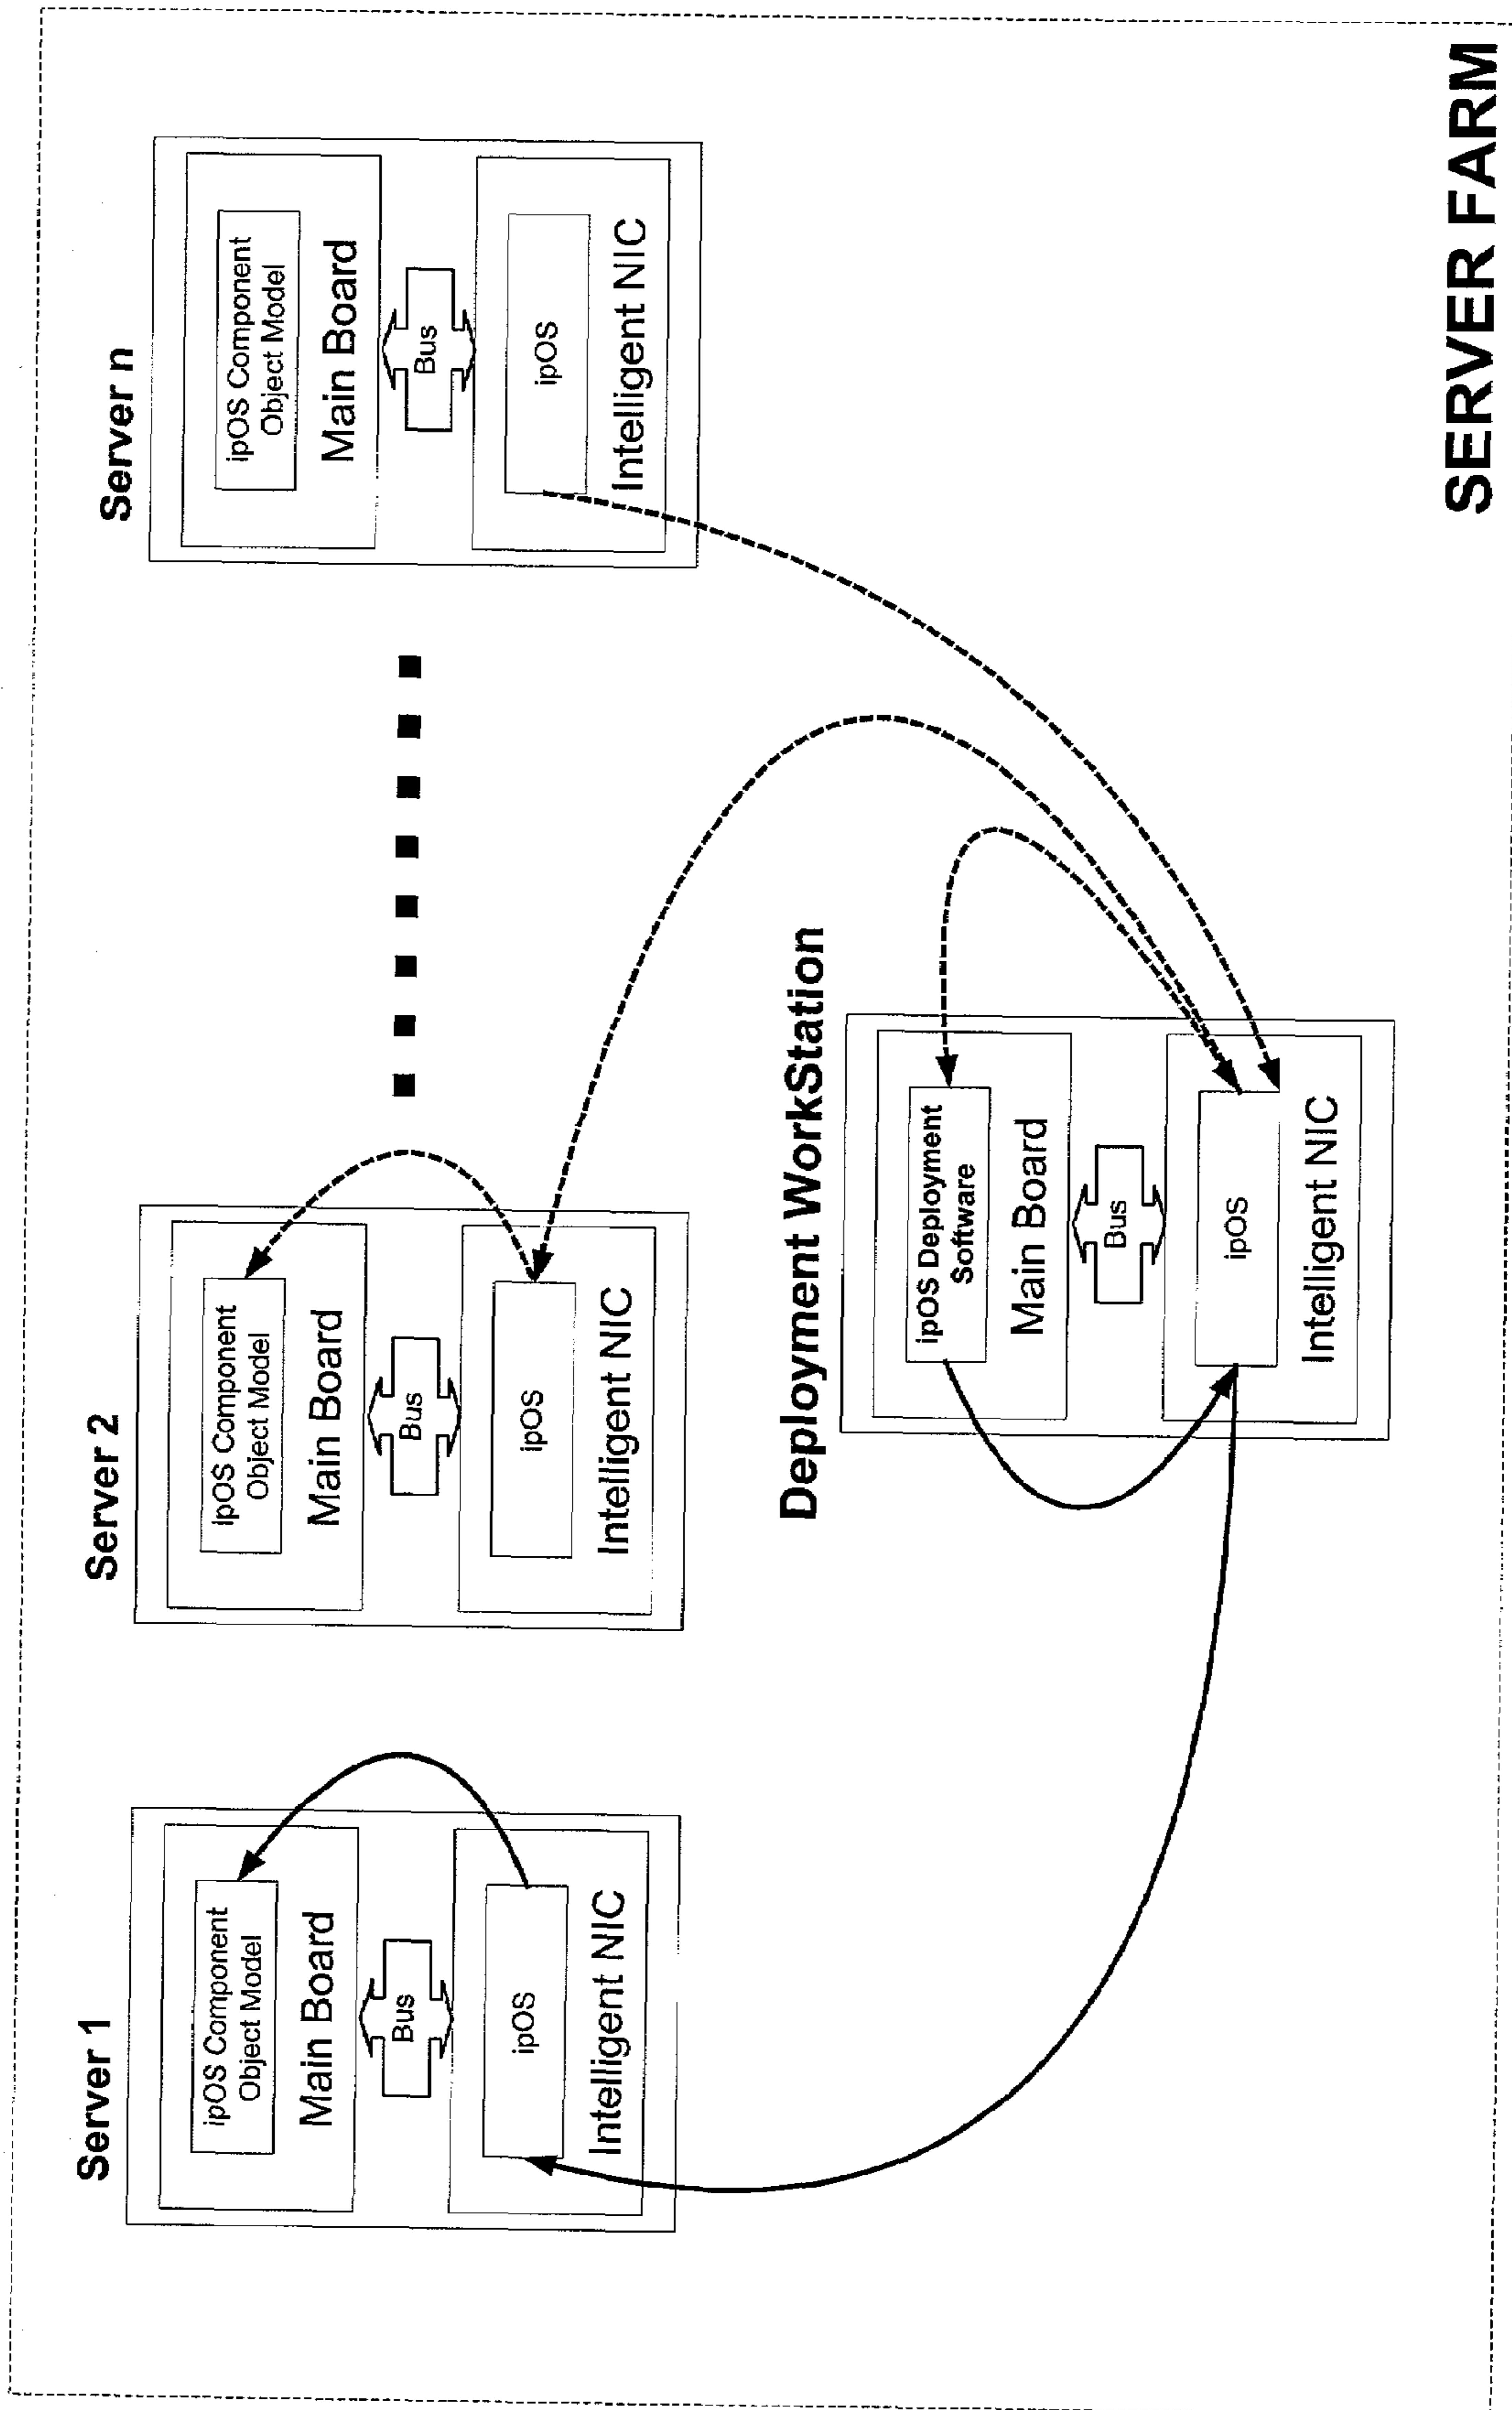 Server 1
ipOS Component
Object Model
Main Board
Bus
ipOS
Intelligent NIC
Server 2
ipOS Component
Object Model
Main Board
Bus
ipOS
Intelligent NIC
Server n
ipOS Component
Object Model
Main Board
Bus
ipOS
Intelligent NIC
Deployment WorkStation
ipOS Deployment
Software
Main Board
Bus
ipOS
Intelligent NIC
SERVER FARM